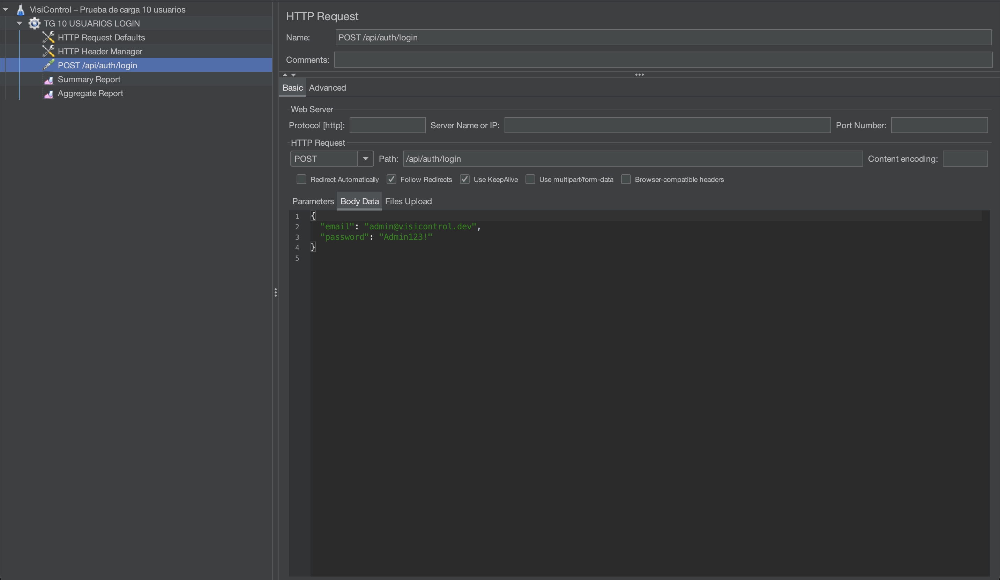 VisiControl – Prueba de carga 10 usuarios
TG 10 USUARIOS LOGIN
HTTP Request Defaults
HTTP Header Manager
POST /api/auth/login
Summary Report
Aggregate Report
HTTP Request
Name: POST /api/auth/login
Comments:
Basic Advanced
Web Server
Protocol [http]: Server Name or IP: Port Number:
HTTP Request
POST Path: /api/auth/login Content encoding:
Redirect Automatically Follow Redirects Use KeepAlive Use multipart/form-data Browser-compatible headers
Parameters Body Data Files Upload
1 {
2 "email": "admin@visicontrol.dev",
3 "password": "Admin123!"
4 }
5